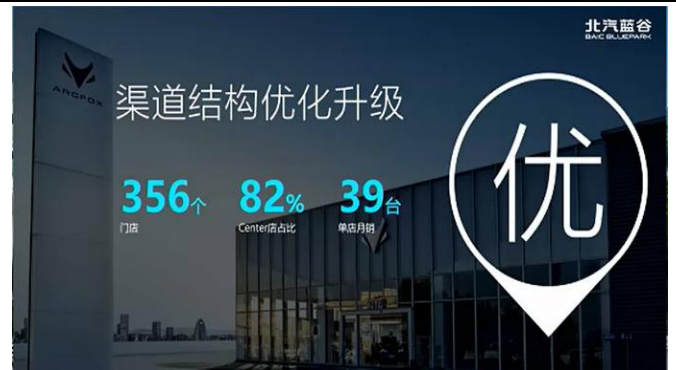 北汽蓝谷
BAIC BLUEPARK
ARCFOX
渠道结构优化升级
优
356个
门店
82%
Center店占比
39台
单店月销